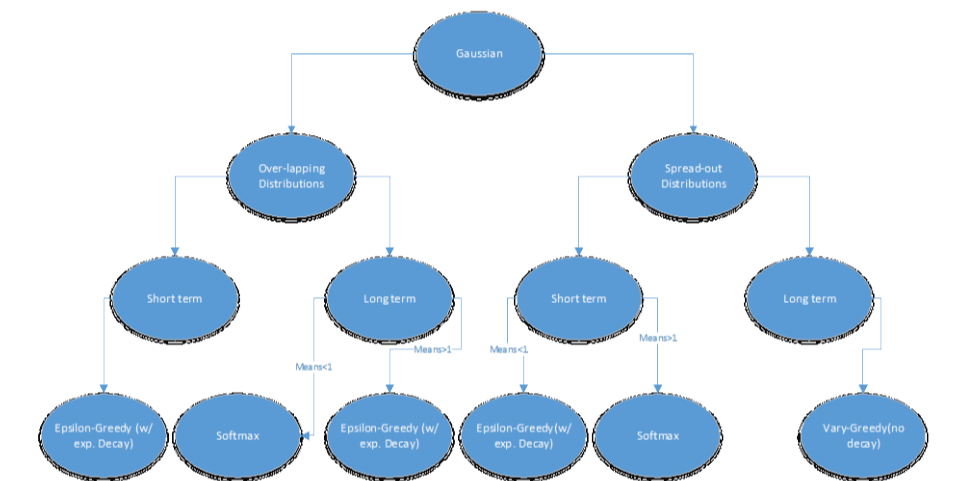 Gaussian
Over-lapping
Distributions
Spread-out
Distributions
Short term
Long term
Short term
Long term
Means>1
Means<1
Means>1
Means<1
Epsilon-Greedy (w/
exp. Decay)
Softmax
Epsilon-Greedy (w/
exp. Decay)
Epsilon-Greedy(w/
exp. Decay)
Softmax
Vary-Greedy(no
decay)